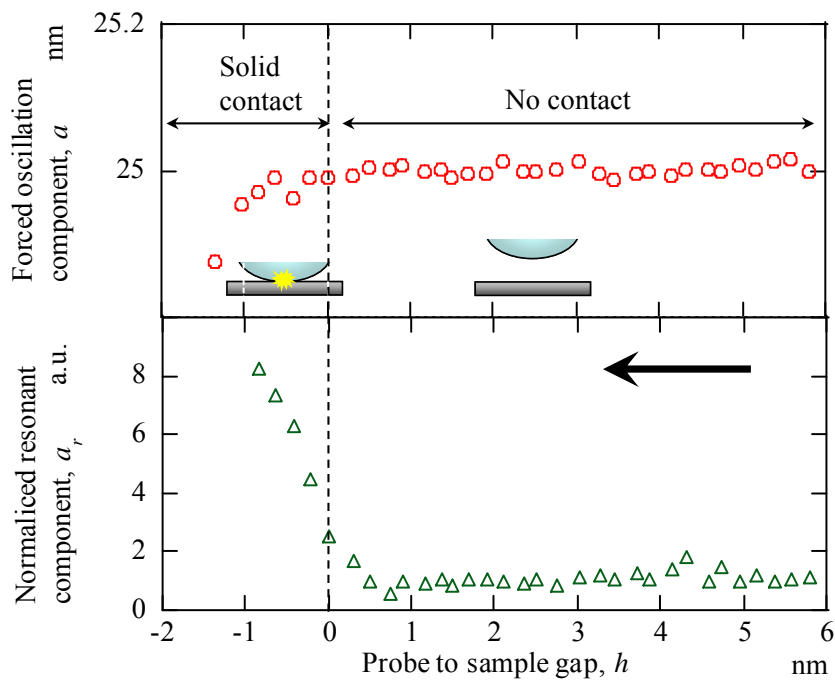 25.2
nm
25
Forced oscillation
component, a
Solid
contact
No contact
8
6
4
2
0
a.u.
Normaliced resonant
component, a_r
-2
-1
0
1
2
3
4
5
6
Probe to sample gap, h
nm